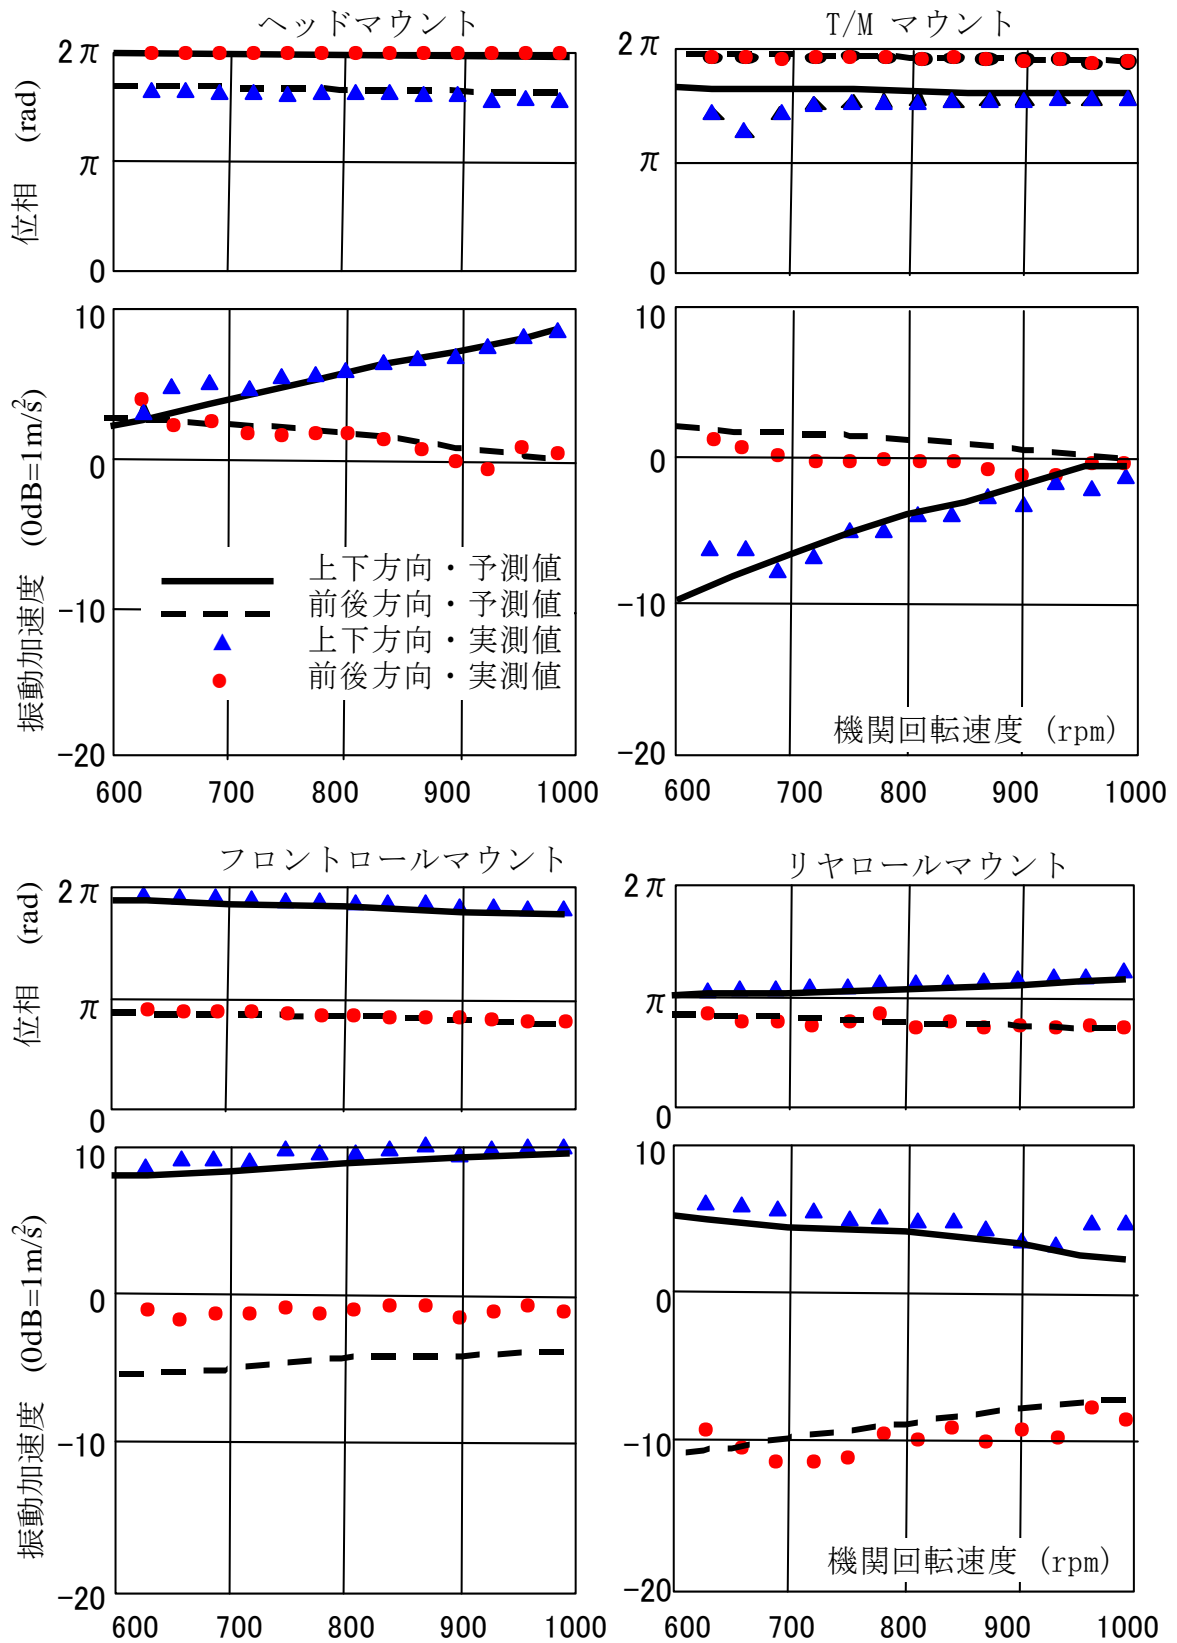 ヘッドマウント
2π
π
0
位相 (rad)
10
0
-10
-20
振動加速度 (0dB=1m/s²)
上下方向・予測値
前後方向・予測値
上下方向・実測値
前後方向・実測値
600 700 800 900 1000
T/M マウント
2π
π
0
10
0
-10
-20
機関回転速度 (rpm)
600 700 800 900 1000
フロントロールマウント
2π
π
0
位相 (rad)
10
0
-10
-20
振動加速度 (0dB=1m/s²)
600 700 800 900 1000
リヤロールマウント
2π
π
0
10
0
-10
-20
機関回転速度 (rpm)
600 700 800 900 1000